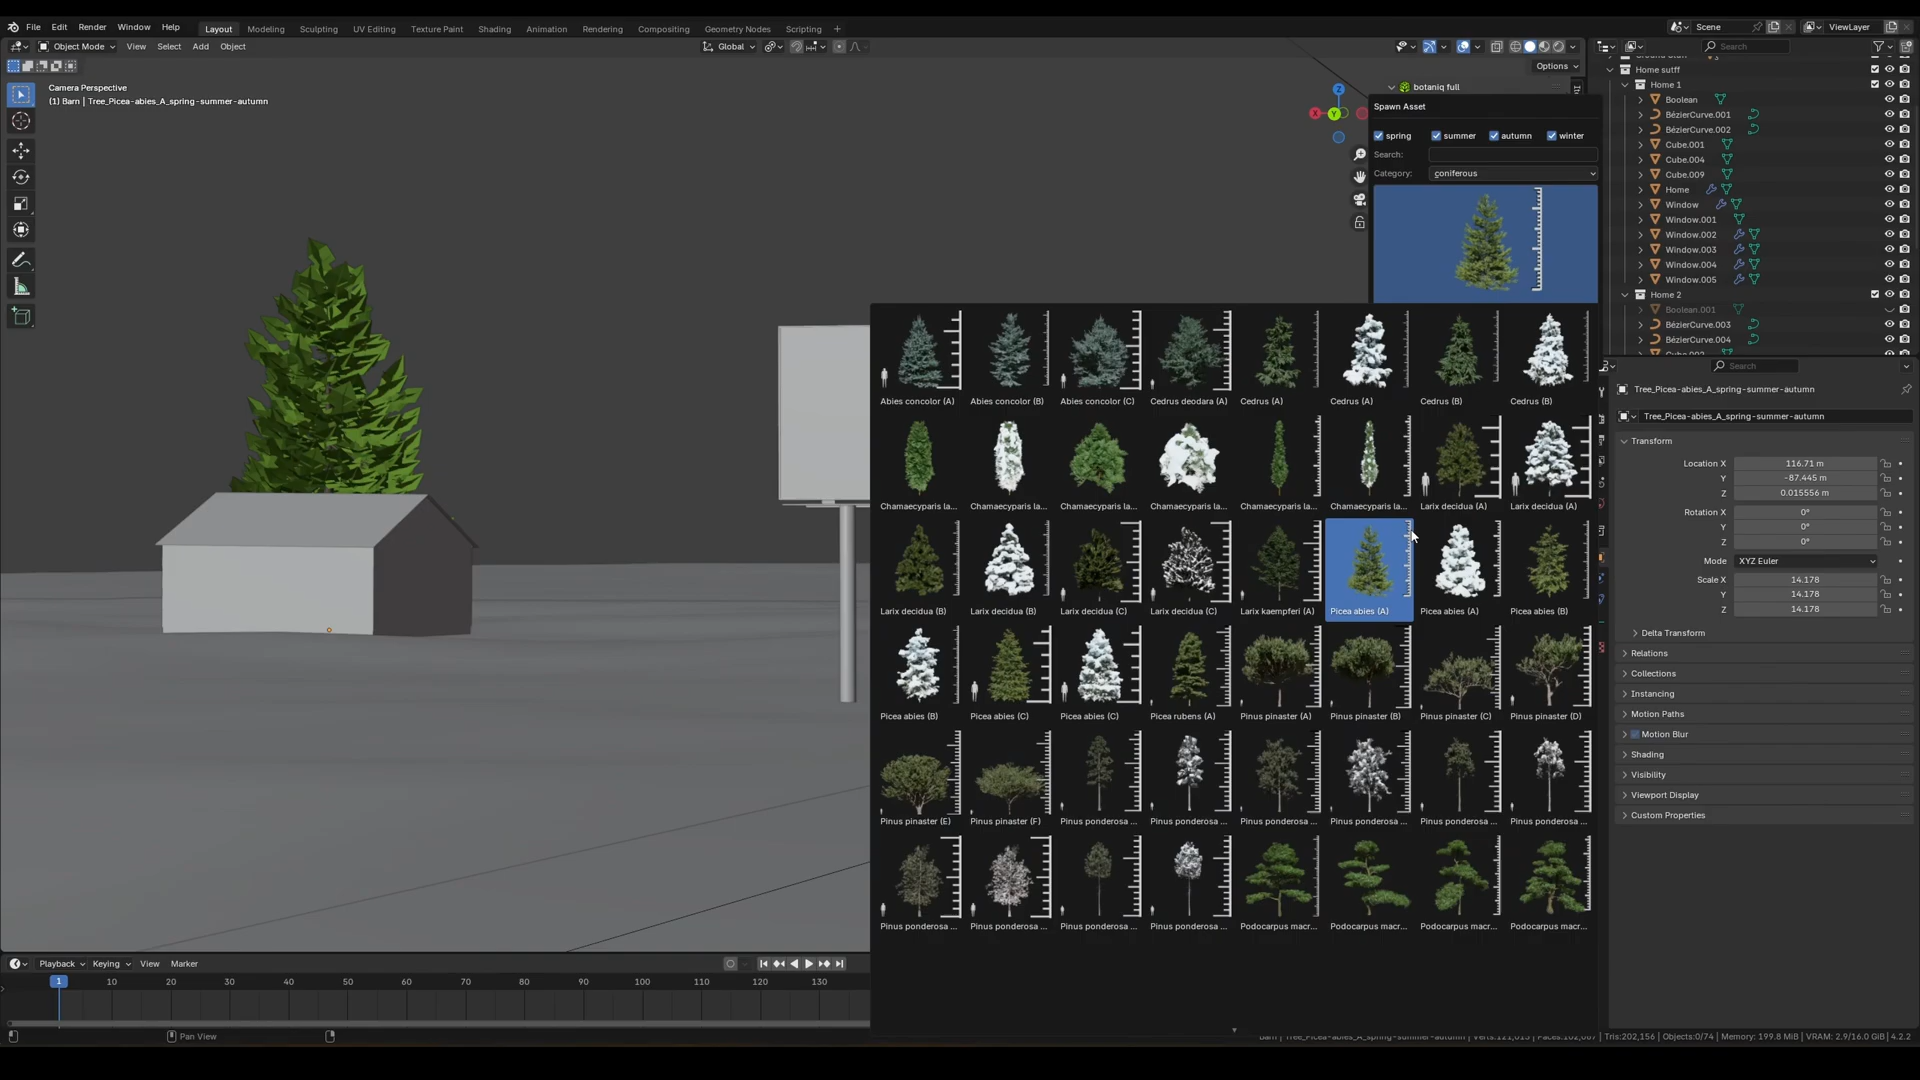 File Edit Render Window Help Layout Modeling Sculpting UV Editing Texture Paint Shading Animation Rendering Compositing Geometry Nodes Scripting + Scene ViewLayer
Object Mode View Select Add Object Global Search
Options
Camera Perspective
(1) Barn | Tree_Picea-abies_A_spring-summer-autumn
Z
X
Y
botaniq full
Spawn Asset
spring summer autumn winter
Search:
Category: coniferous
Abies concolor (A) Abies concolor (B) Abies concolor (C) Cedrus deodara (A) Cedrus (A) Cedrus (A) Cedrus (B) Cedrus (B)
Chamaecyparis la... Chamaecyparis la... Chamaecyparis la... Chamaecyparis la... Chamaecyparis la... Chamaecyparis la... Larix decidua (A) Larix decidua (A)
Larix decidua (B) Larix decidua (B) Larix decidua (C) Larix decidua (C) Larix kaempferi (A) Picea abies (A) Picea abies (A) Picea abies (B)
Picea abies (B) Picea abies (C) Picea abies (C) Picea rubens (A) Pinus pinaster (A) Pinus pinaster (B) Pinus pinaster (C) Pinus pinaster (D)
Pinus pinaster (E) Pinus pinaster (F) Pinus ponderosa ... Pinus ponderosa ... Pinus ponderosa ... Pinus ponderosa ... Pinus ponderosa ... Pinus ponderosa ...
Pinus ponderosa ... Pinus ponderosa ... Pinus ponderosa ... Pinus ponderosa ... Podocarpus macr... Podocarpus macr... Podocarpus macr... Podocarpus macr...
Home sutff
Home 1
Boolean
BézierCurve.001
BézierCurve.002
Cube.001
Cube.004
Cube.009
Home
Window
Window.001
Window.002
Window.003
Window.004
Window.005
Home 2
Boolean.001
BézierCurve.003
BézierCurve.004
Search
Tree_Picea-abies_A_spring-summer-autumn
Tree_Picea-abies_A_spring-summer-autumn
Transform
Location X 116.71 m
Y -87.445 m
Z 0.015556 m
Rotation X 0°
Y 0°
Z 0°
Mode XYZ Euler
Scale X 14.178
Y 14.178
Z 14.178
Delta Transform
Relations
Collections
Instancing
Motion Paths
Motion Blur
Shading
Visibility
Viewport Display
Custom Properties
Playback Keying View Marker
1 10 20 30 40 50 60 70 80 90 100 110 120 130
Pan View
Tris:202,156 | Objects:0/74 | Memory: 199.8 MiB | VRAM: 2.9/16.0 GiB | 4.2.2